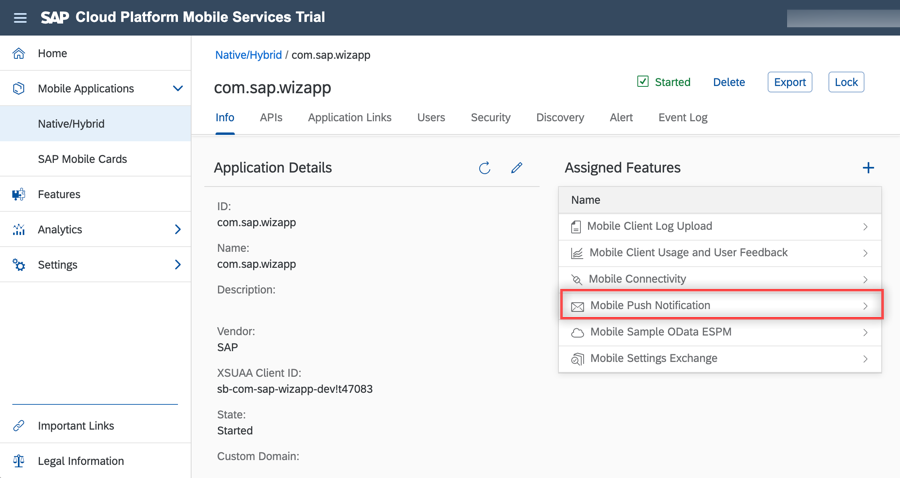 SAP Cloud Platform Mobile Services Trial
Home
Mobile Applications
Native/Hybrid
SAP Mobile Cards
Features
Analytics
Settings
Important Links
Legal Information
Native/Hybrid / com.sap.wizapp
com.sap.wizapp
Started Delete Export Lock
Info APIs Application Links Users Security Discovery Alert Event Log
Application Details
ID:
com.sap.wizapp
Name:
com.sap.wizapp
Description:
Vendor:
SAP
XSUAA Client ID:
sb-com-sap-wizapp-dev!t47083
State:
Started
Custom Domain:
Assigned Features
Name
Mobile Client Log Upload
Mobile Client Usage and User Feedback
Mobile Connectivity
Mobile Push Notification
Mobile Sample OData ESPM
Mobile Settings Exchange